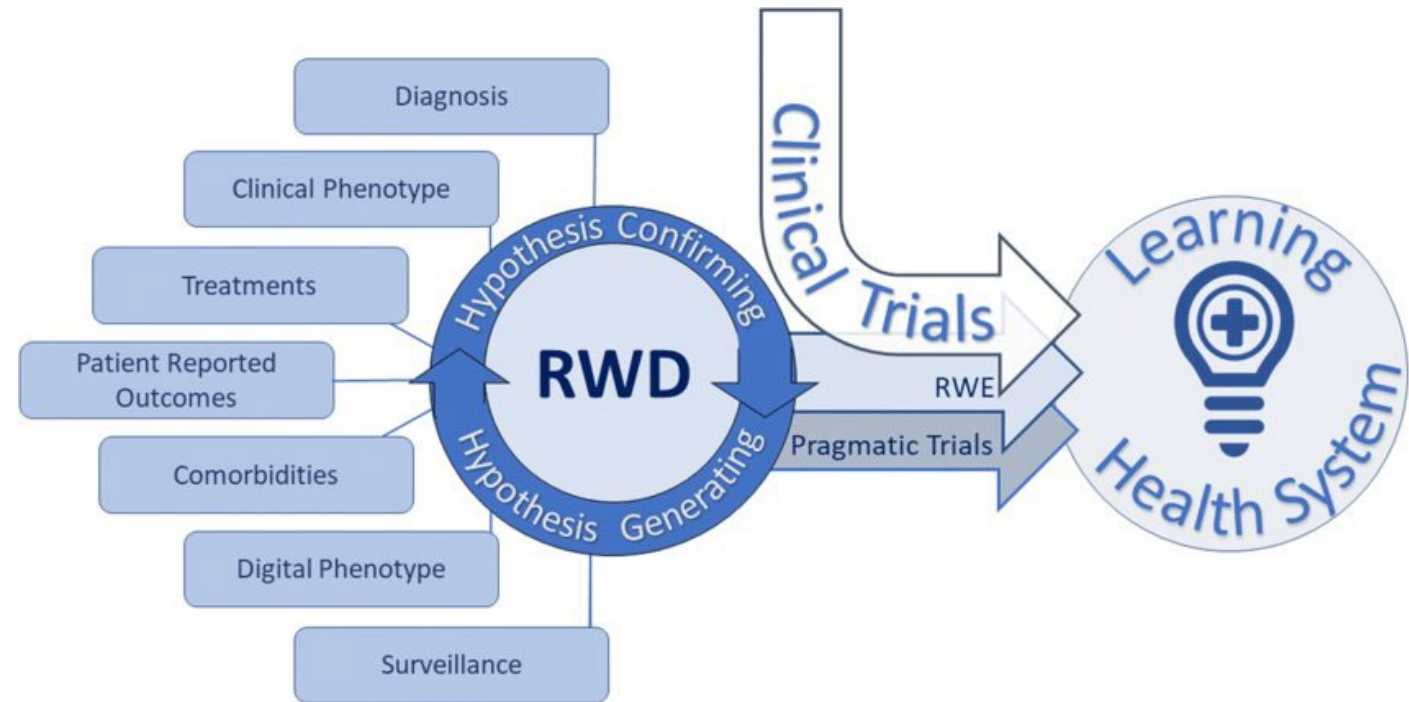 Diagnosis
Clinical Phenotype
Treatments
Patient Reported
Outcomes
Comorbidities
Digital Phenotype
Surveillance
Hypothesis Confirming
RWD
Hypothesis Generating
Clinical Trials
RWE
Pragmatic Trials
Learning
Health System